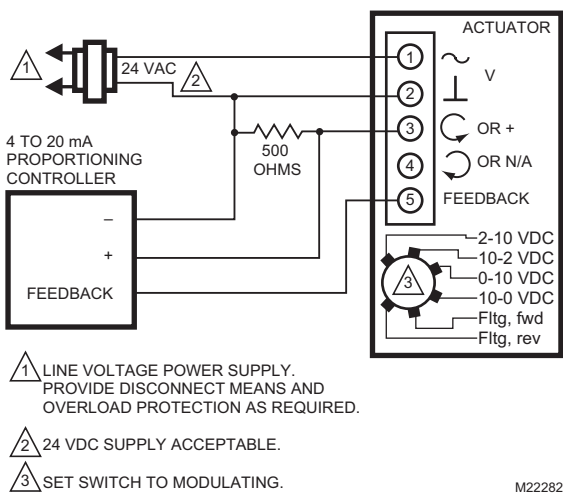 ACTUATOR
1
24 VAC
2
1
V
2
3
OR +
500
OHMS
4
OR N/A
5
FEEDBACK
4 TO 20 mA
PROPORTIONING
CONTROLLER
–
+
FEEDBACK
2-10 VDC
10-2 VDC
0-10 VDC
10-0 VDC
Fltg, fwd
Fltg, rev
3
1 LINE VOLTAGE POWER SUPPLY.
PROVIDE DISCONNECT MEANS AND
OVERLOAD PROTECTION AS REQUIRED.
2 24 VDC SUPPLY ACCEPTABLE.
3 SET SWITCH TO MODULATING.
M22282